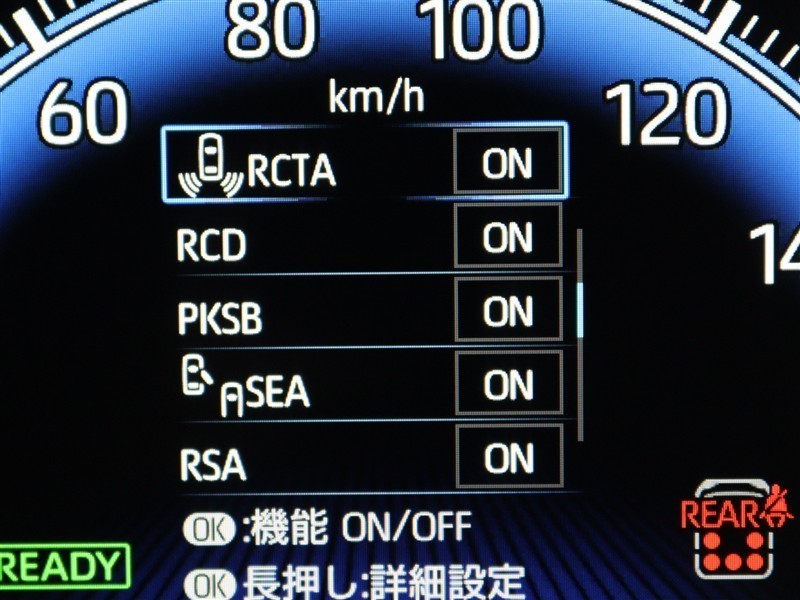 80 100
60 km/h 120
14
RCTA ON
RCD ON
PKSB ON
SEA ON
RSA ON
OK :機能 ON/OFF
REAR
READY
OK 長押し:詳細設定